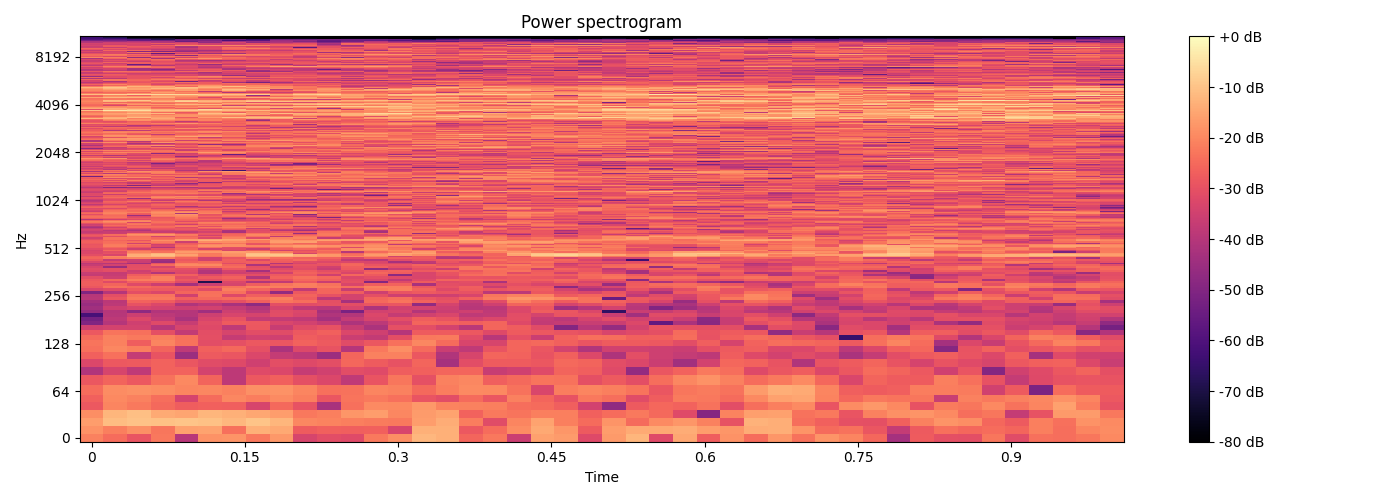 Power spectrogram
Hz
8192
4096
2048
1024
512
256
128
64
0
0 0.15 0.3 0.45 0.6 0.75 0.9
Time
+0 dB
-10 dB
-20 dB
-30 dB
-40 dB
-50 dB
-60 dB
-70 dB
-80 dB